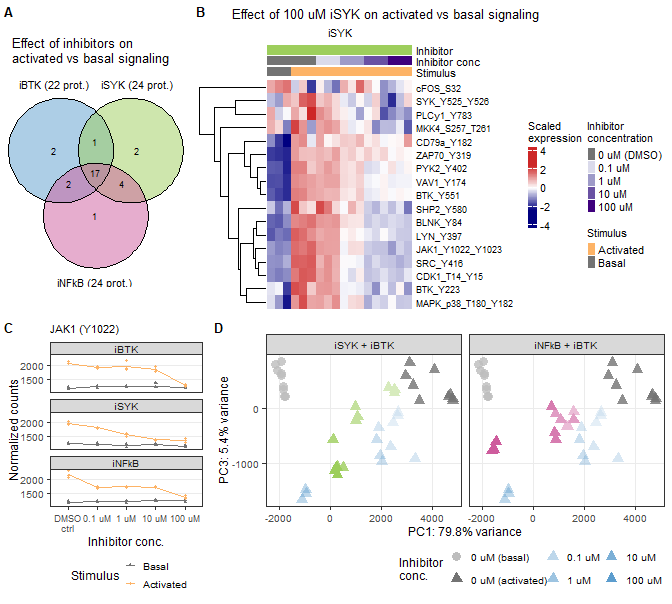 A
Effect of inhibitors on
activated vs basal signaling
iBTK (22 prot.)
iSYK (24 prot.)
2
1
2
17
2
4
1
iNFkB (24 prot.)
B
Effect of 100 uM iSYK on activated vs basal signaling
iSYK
Inhibitor
Inhibitor conc
Stimulus
cFOS_S32
SYK_Y525_Y526
PLCy1_Y783
MKK4_S257_T261
CD79a_Y182
ZAP70_Y319
PYK2_Y402
VAV1_Y174
BTK_Y551
SHP2_Y580
BLNK_Y84
LYN_Y397
JAK1_Y1022_Y1023
SRC_Y416
CDK1_T14_Y15
BTK_Y223
MAPK_p38_T180_Y182
Scaled
expression
4
2
0
-2
-4
Inhibitor
concentration
0 uM (DMSO)
0.1 uM
1 uM
10 uM
100 uM
Stimulus
Activated
Basal
C
JAK1 (Y1022)
iBTK
2000
1500
iSYK
2000
1500
iNFkB
2000
1500
Normalized counts
DMSO
ctrl
0.1 uM
1 uM
10 uM
100 uM
Inhibitor conc.
Stimulus
Basal
Activated
D
iSYK + iBTK
iNFkB + iBTK
0
-1000
PC3: 5.4% variance
-2000
0
2000
4000
-2000
0
2000
4000
PC1: 79.8% variance
Inhibitor
conc.
0 uM (basal)
0 uM (activated)
0.1 uM
1 uM
10 uM
100 uM